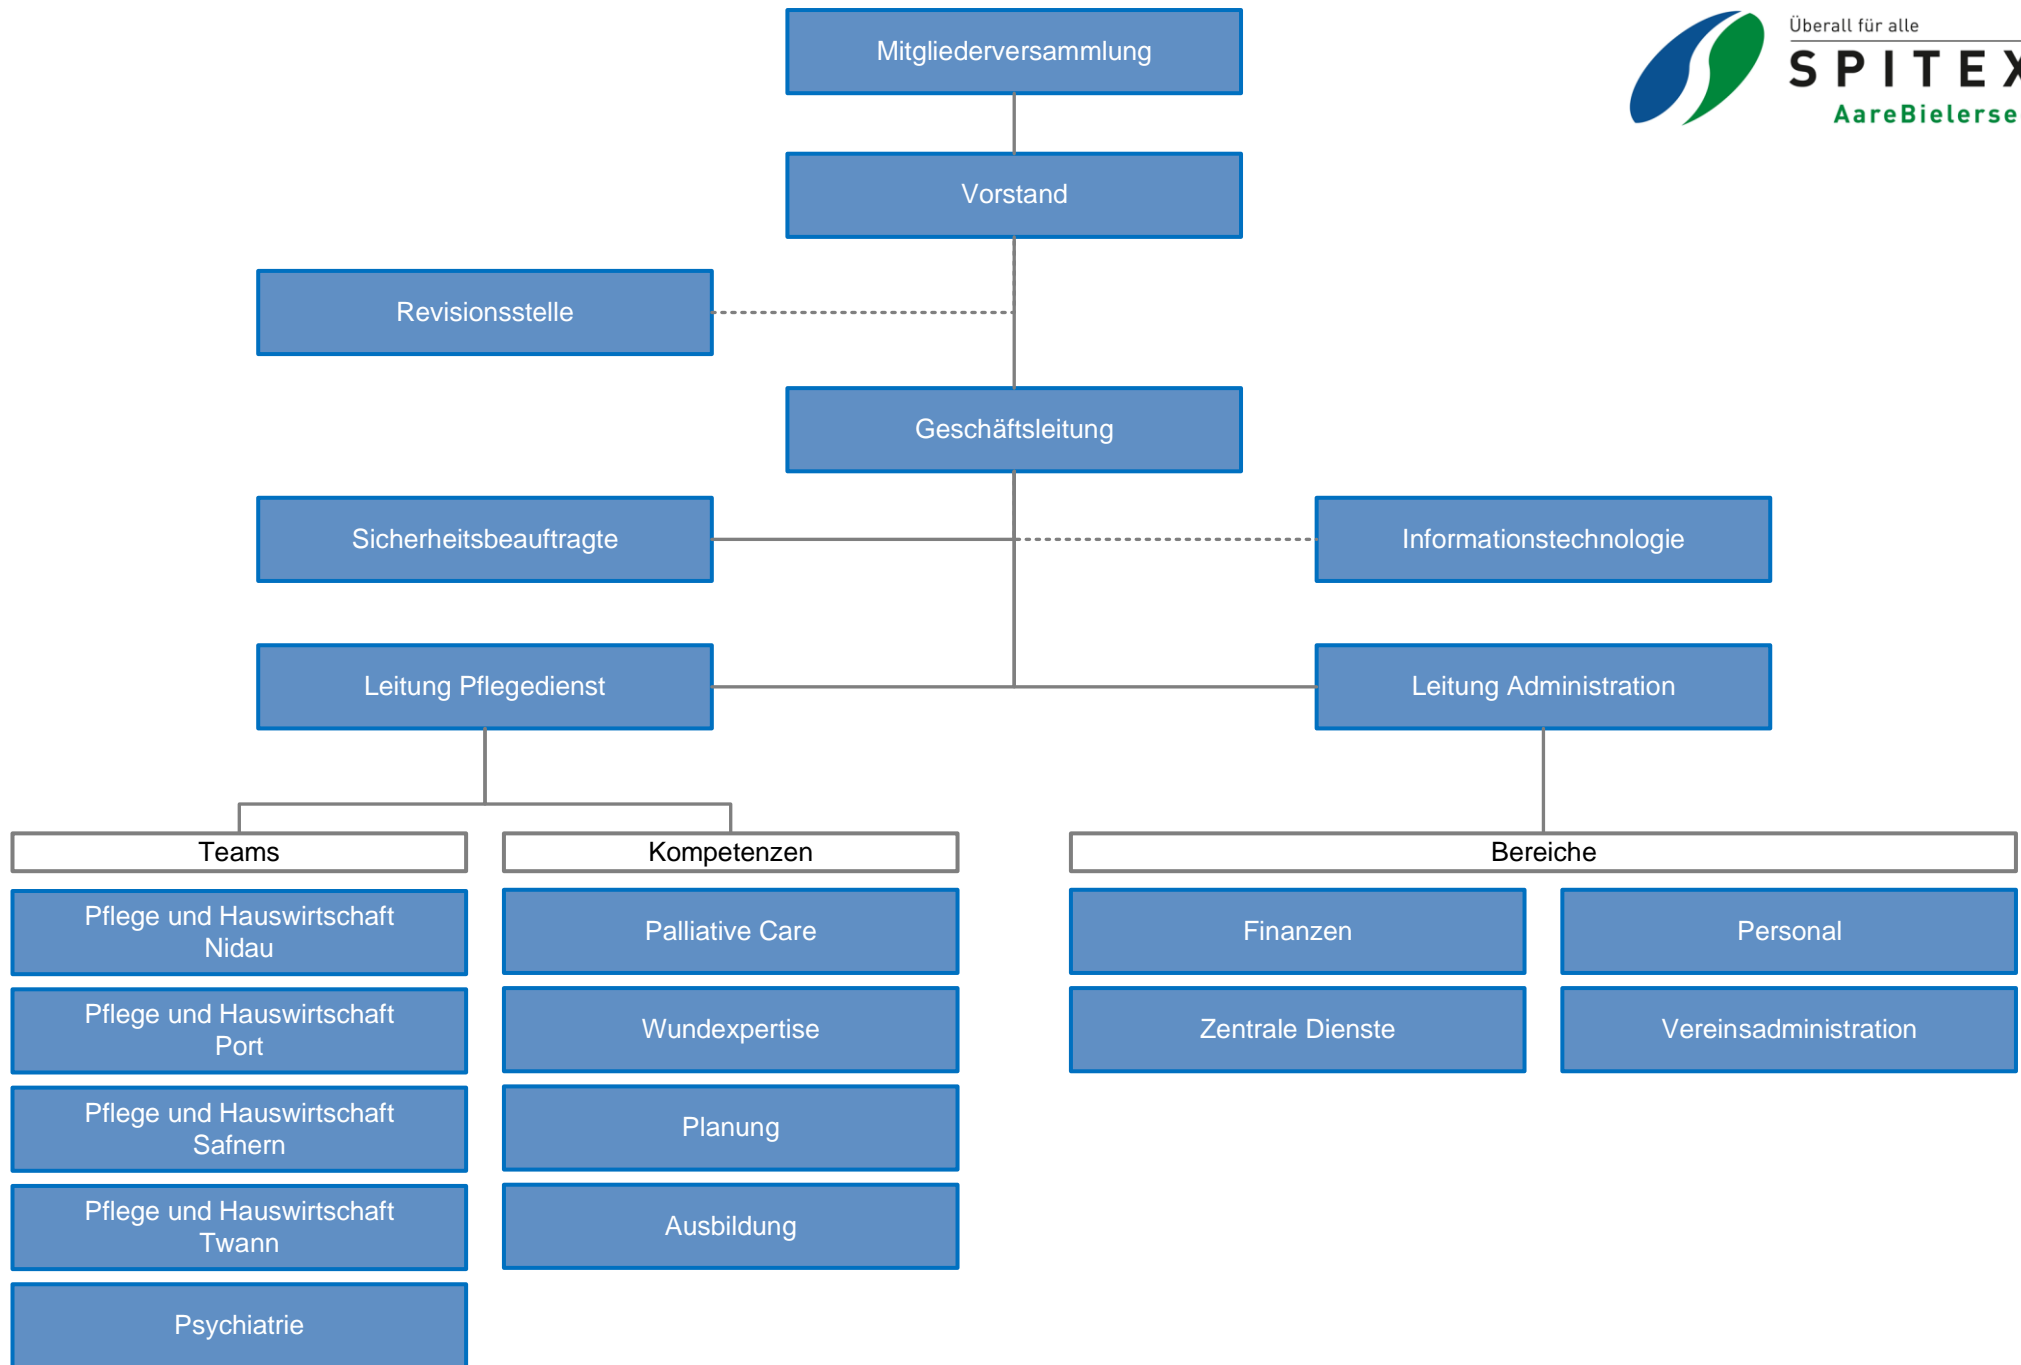 Überall für alle
SPITEX
AareBielerse
Mitgliederversammlung
Vorstand
Revisionsstelle
Geschäftsleitung
Sicherheitsbeauftragte
Informationstechnologie
Leitung Pflegedienst
Leitung Administration
Teams
Kompetenzen
Bereiche
Pflege und Hauswirtschaft
Nidau
Palliative Care
Finanzen
Personal
Pflege und Hauswirtschaft
Port
Wundexpertise
Zentrale Dienste
Vereinsadministration
Pflege und Hauswirtschaft
Safnern
Planung
Pflege und Hauswirtschaft
Twann
Ausbildung
Psychiatrie